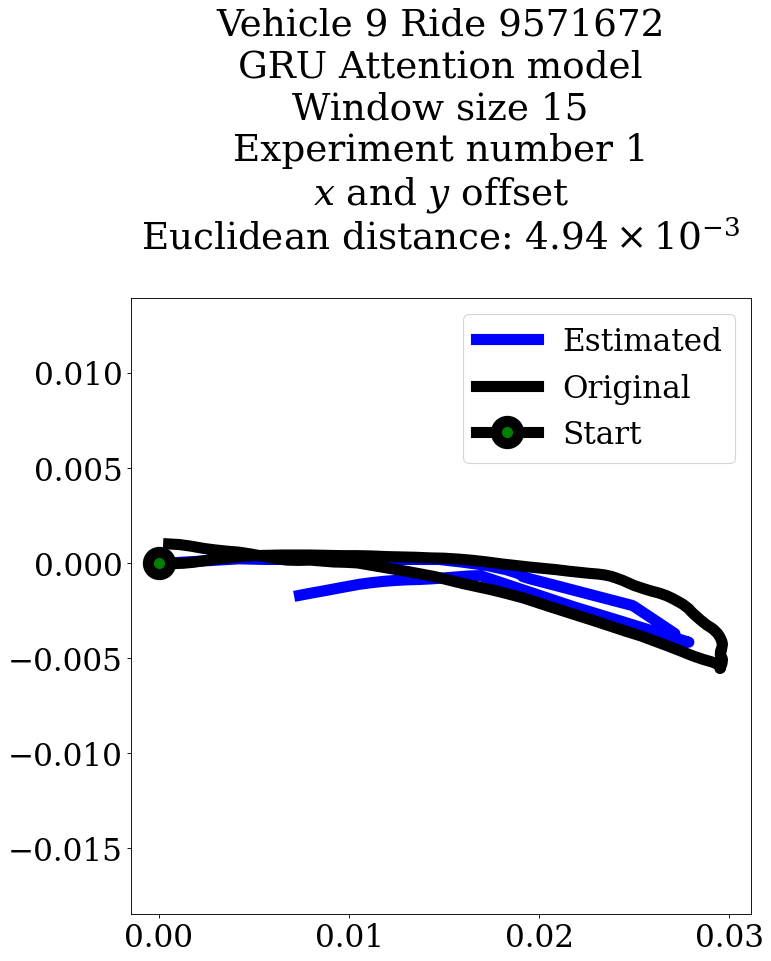 Vehicle 9 Ride 9571672
GRU Attention model
Window size 15
Experiment number 1
x and y offset
Euclidean distance: 4.94 × 10⁻³
Estimated
Original
Start
0.010
0.005
0.000
−0.005
−0.010
−0.015
0.00 0.01 0.02 0.03